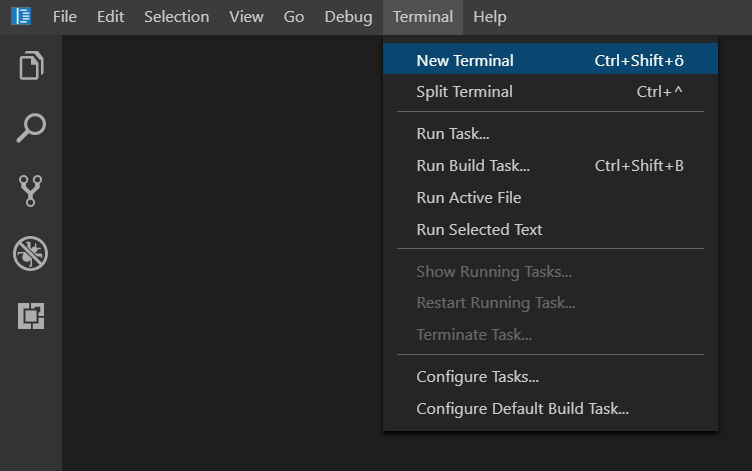 File Edit Selection View Go Debug Terminal Help
New Terminal Ctrl+Shift+ö
Split Terminal Ctrl+^
Run Task...
Run Build Task... Ctrl+Shift+B
Run Active File
Run Selected Text
Show Running Tasks...
Restart Running Task...
Terminate Task...
Configure Tasks...
Configure Default Build Task...